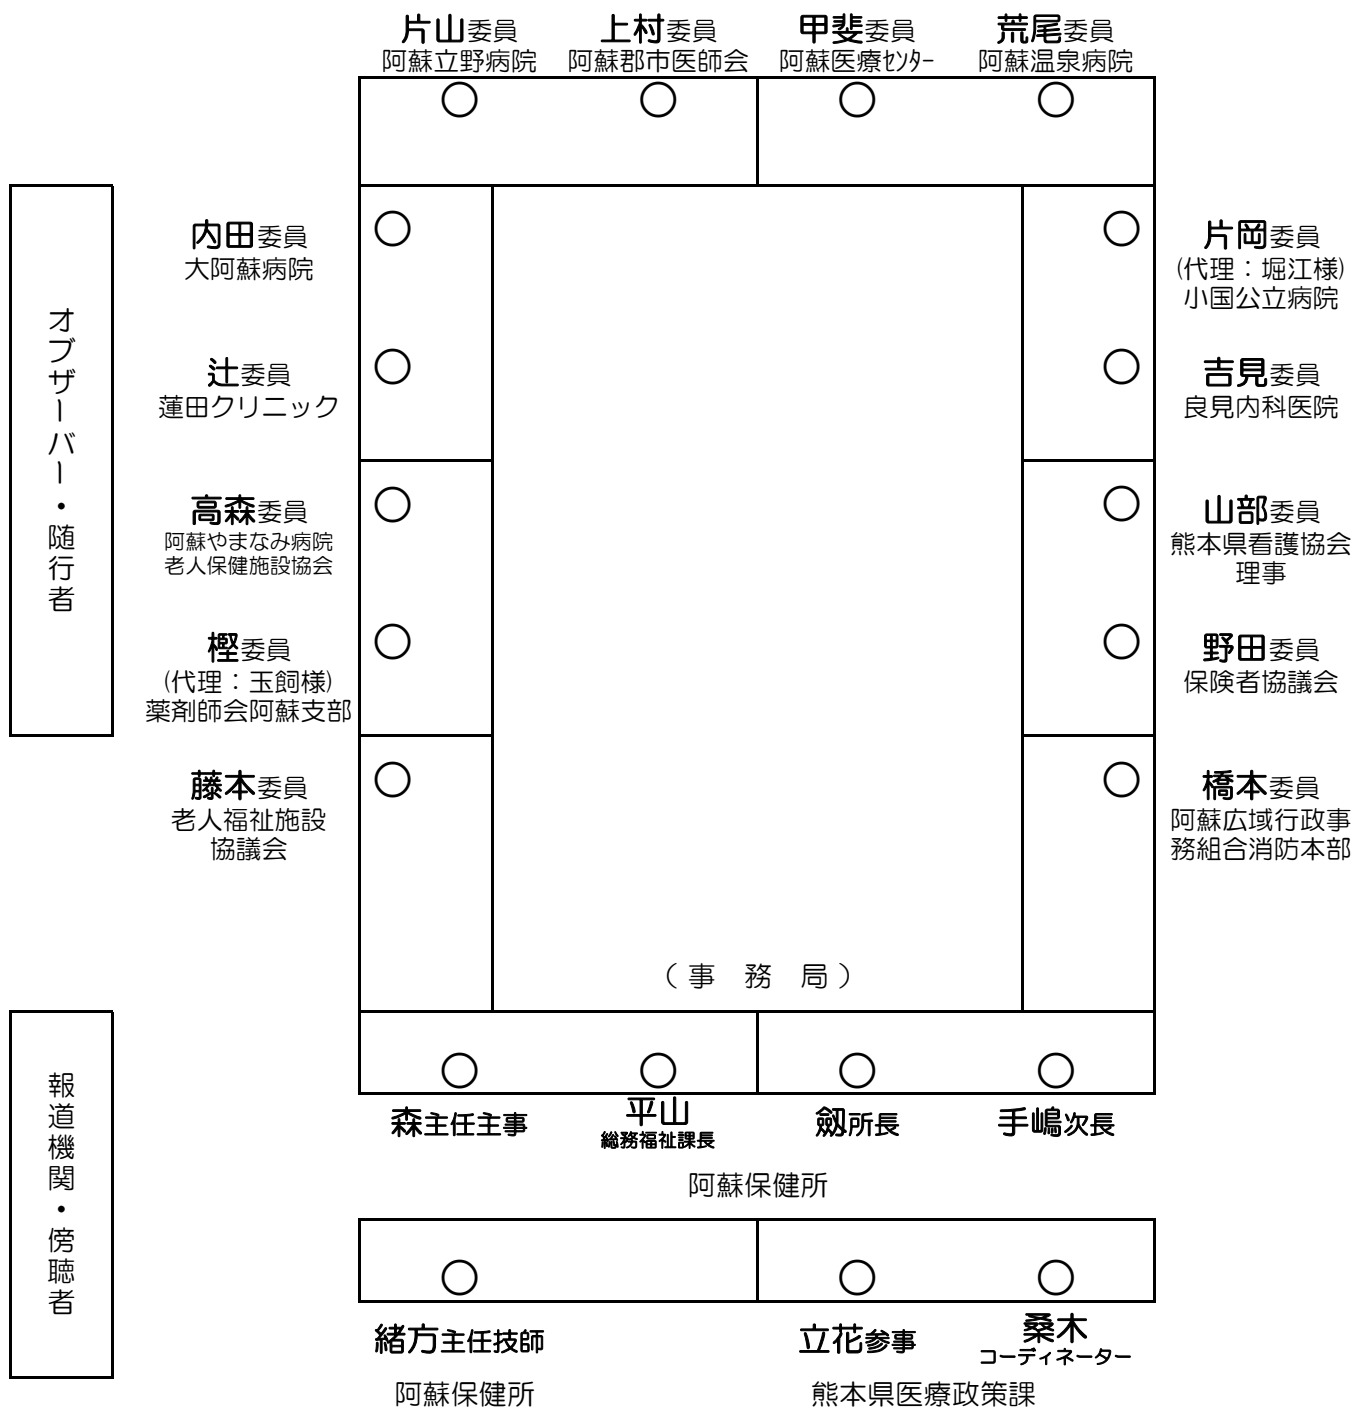 片山委員
阿蘇立野病院
上村委員
阿蘇郡市医師会
甲斐委員
阿蘇医療ｾﾝﾀｰ
荒尾委員
阿蘇温泉病院
オブザーバー・随行者
内田委員
大阿蘇病院
辻委員
蓮田クリニック
高森委員
阿蘇やまなみ病院
老人保健施設協会
樫委員
(代理：玉飼様)
薬剤師会阿蘇支部
藤本委員
老人福祉施設
協議会
片岡委員
(代理：堀江様)
小国公立病院
吉見委員
良見内科医院
山部委員
熊本県看護協会
理事
野田委員
保険者協議会
橋本委員
阿蘇広域行政事
務組合消防本部
（事　務　局）
報道機関・傍聴者
森主任主事
平山
総務福祉課長
劔所長
手嶋次長
阿蘇保健所
緒方主任技師
立花参事
桑木
コーディネーター
阿蘇保健所
熊本県医療政策課